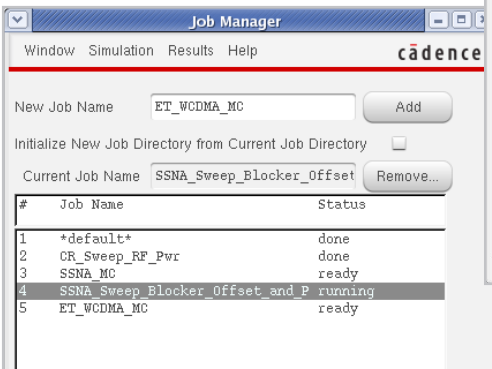 Job Manager
Window Simulation Results Help
cādence
New Job Name ET_WCDMA_MC Add
Initialize New Job Directory from Current Job Directory
Current Job Name SSNA_Sweep_Blocker_Offset Remove...
# Job Name Status
1 *default* done
2 CR_Sweep_RF_Pwr done
3 SSNA_MC ready
4 SSNA_Sweep_Blocker_Offset_and_P running
5 ET_WCDMA_MC ready